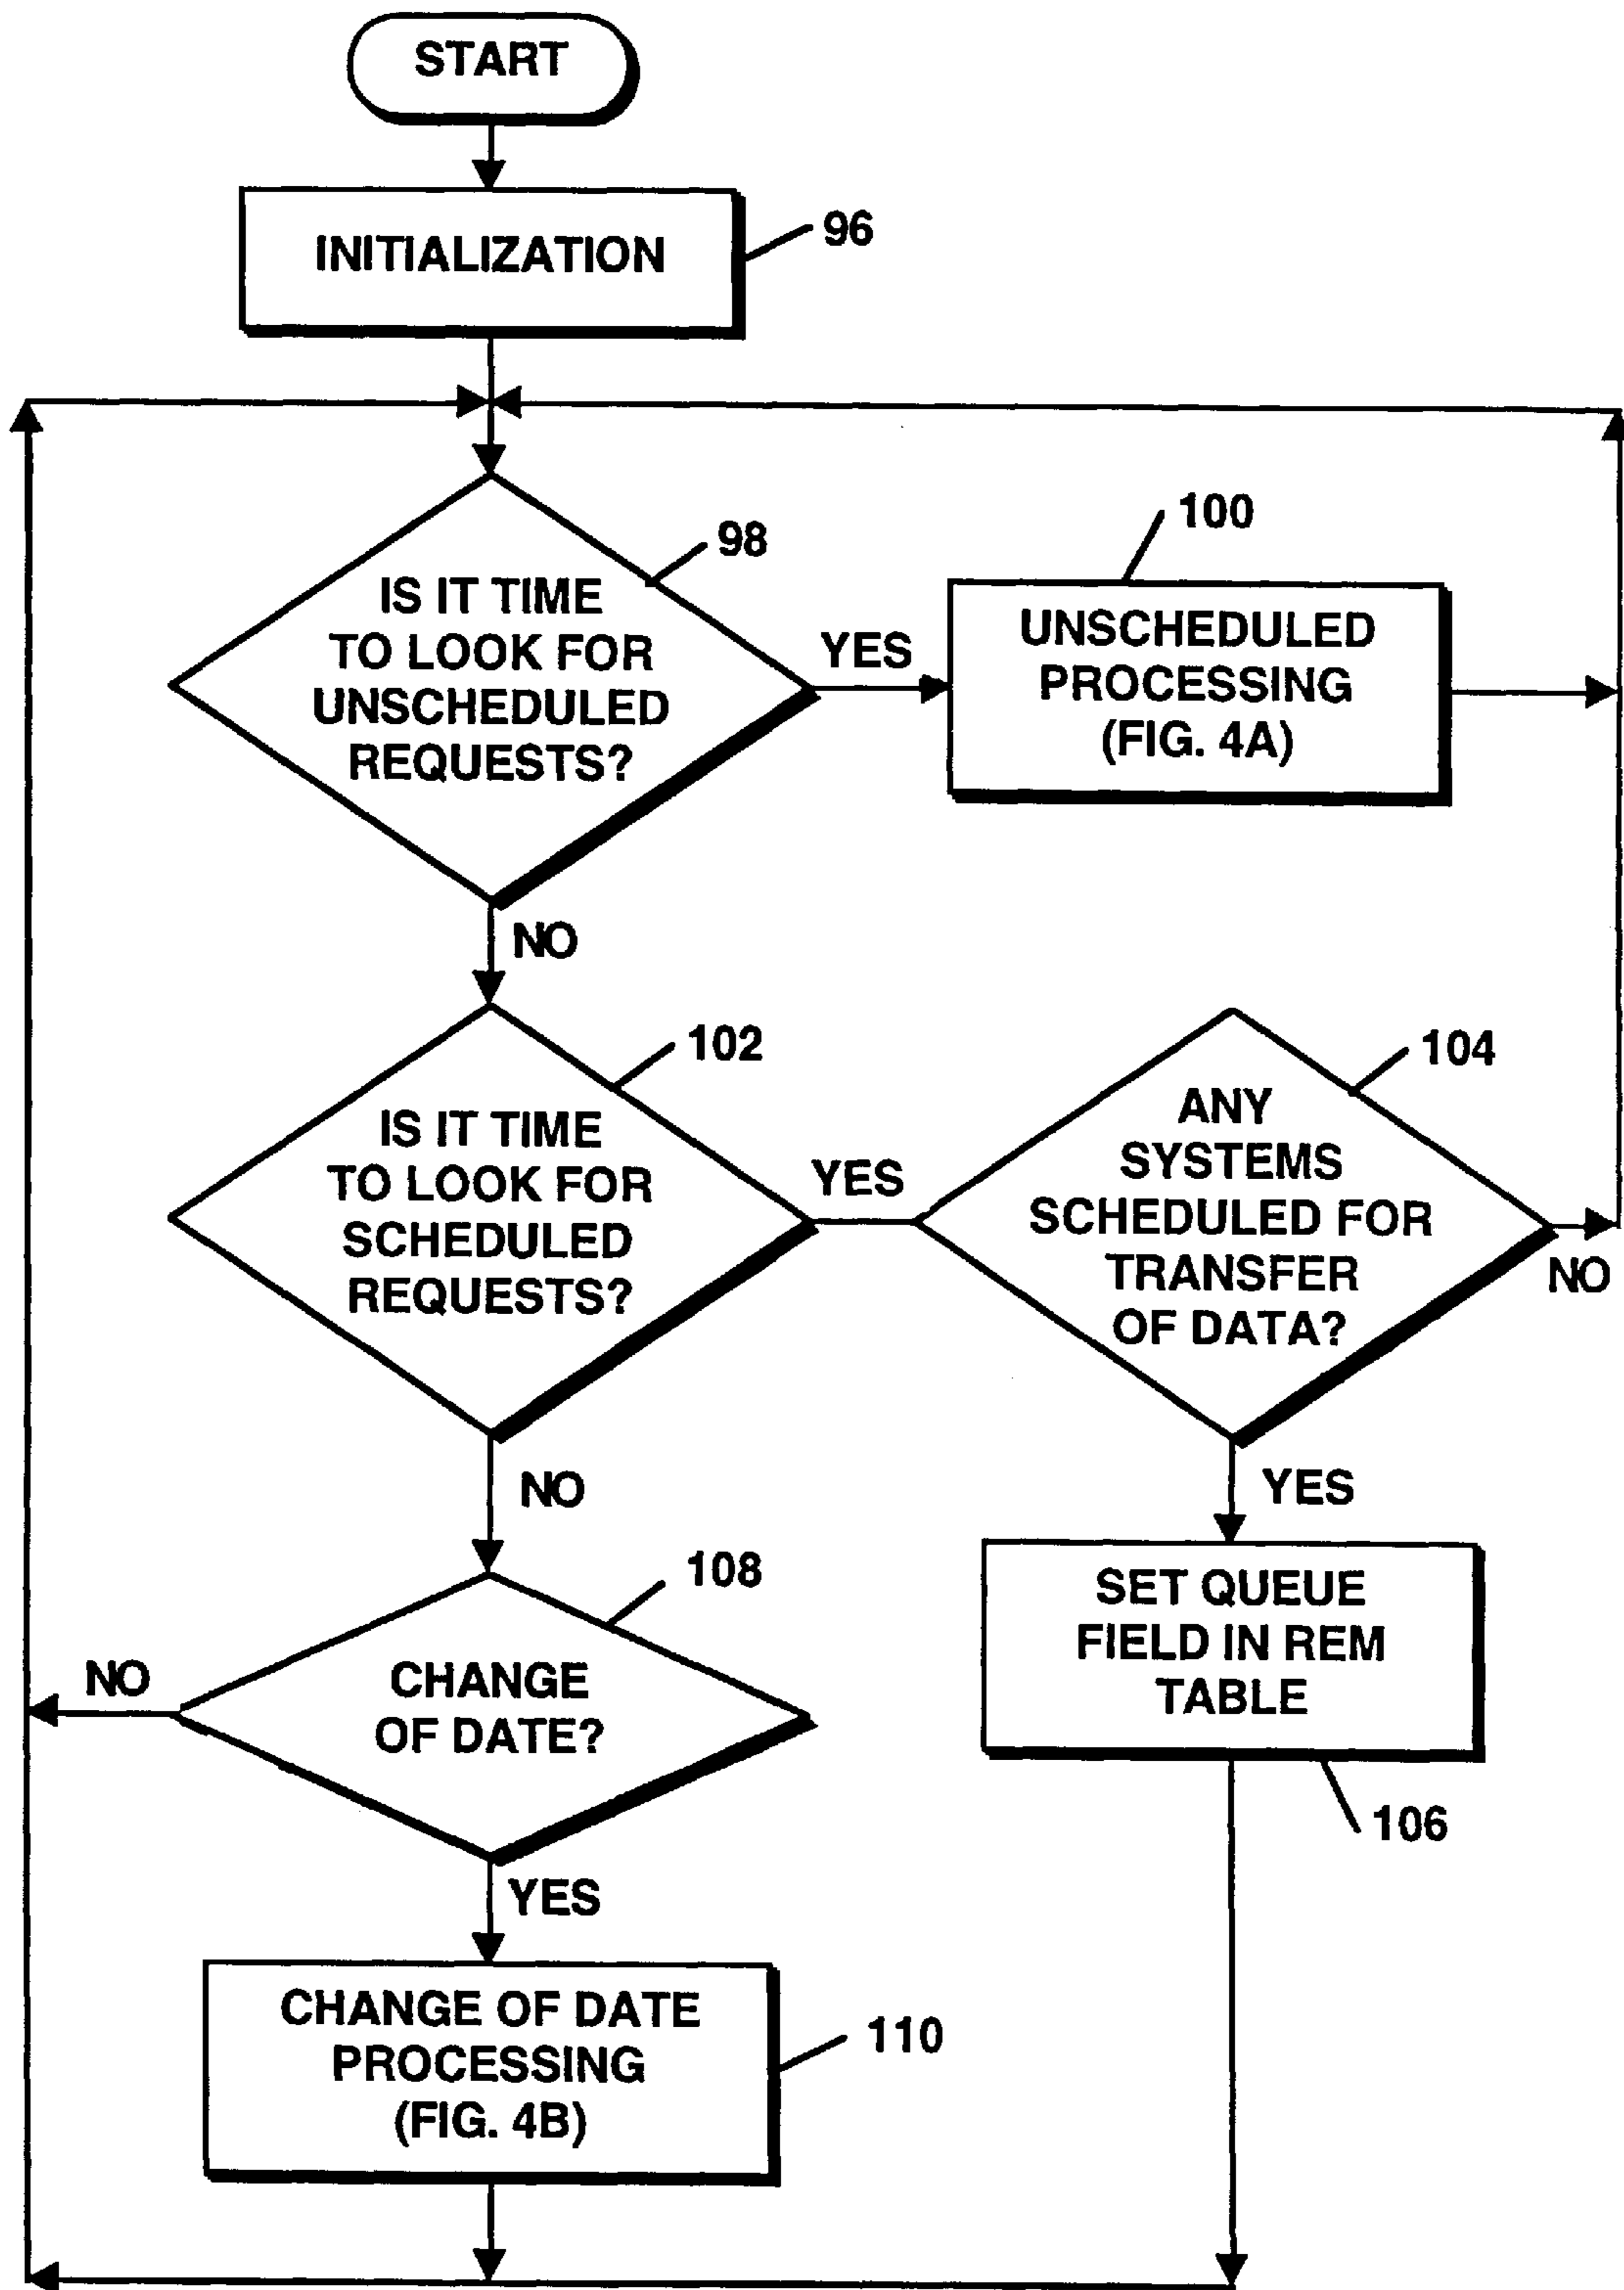 START
INITIALIZATION
96
98
IS IT TIME
TO LOOK FOR
UNSCHEDULED
REQUESTS?
YES
100
UNSCHEDULED
PROCESSING
(FIG. 4A)
NO
102
IS IT TIME
TO LOOK FOR
SCHEDULED
REQUESTS?
YES
104
ANY
SYSTEMS
SCHEDULED FOR
TRANSFER
OF DATA?
NO
NO
YES
108
CHANGE
OF DATE?
NO
SET QUEUE
FIELD IN REM
TABLE
106
YES
CHANGE OF DATE
PROCESSING
(FIG. 4B)
110